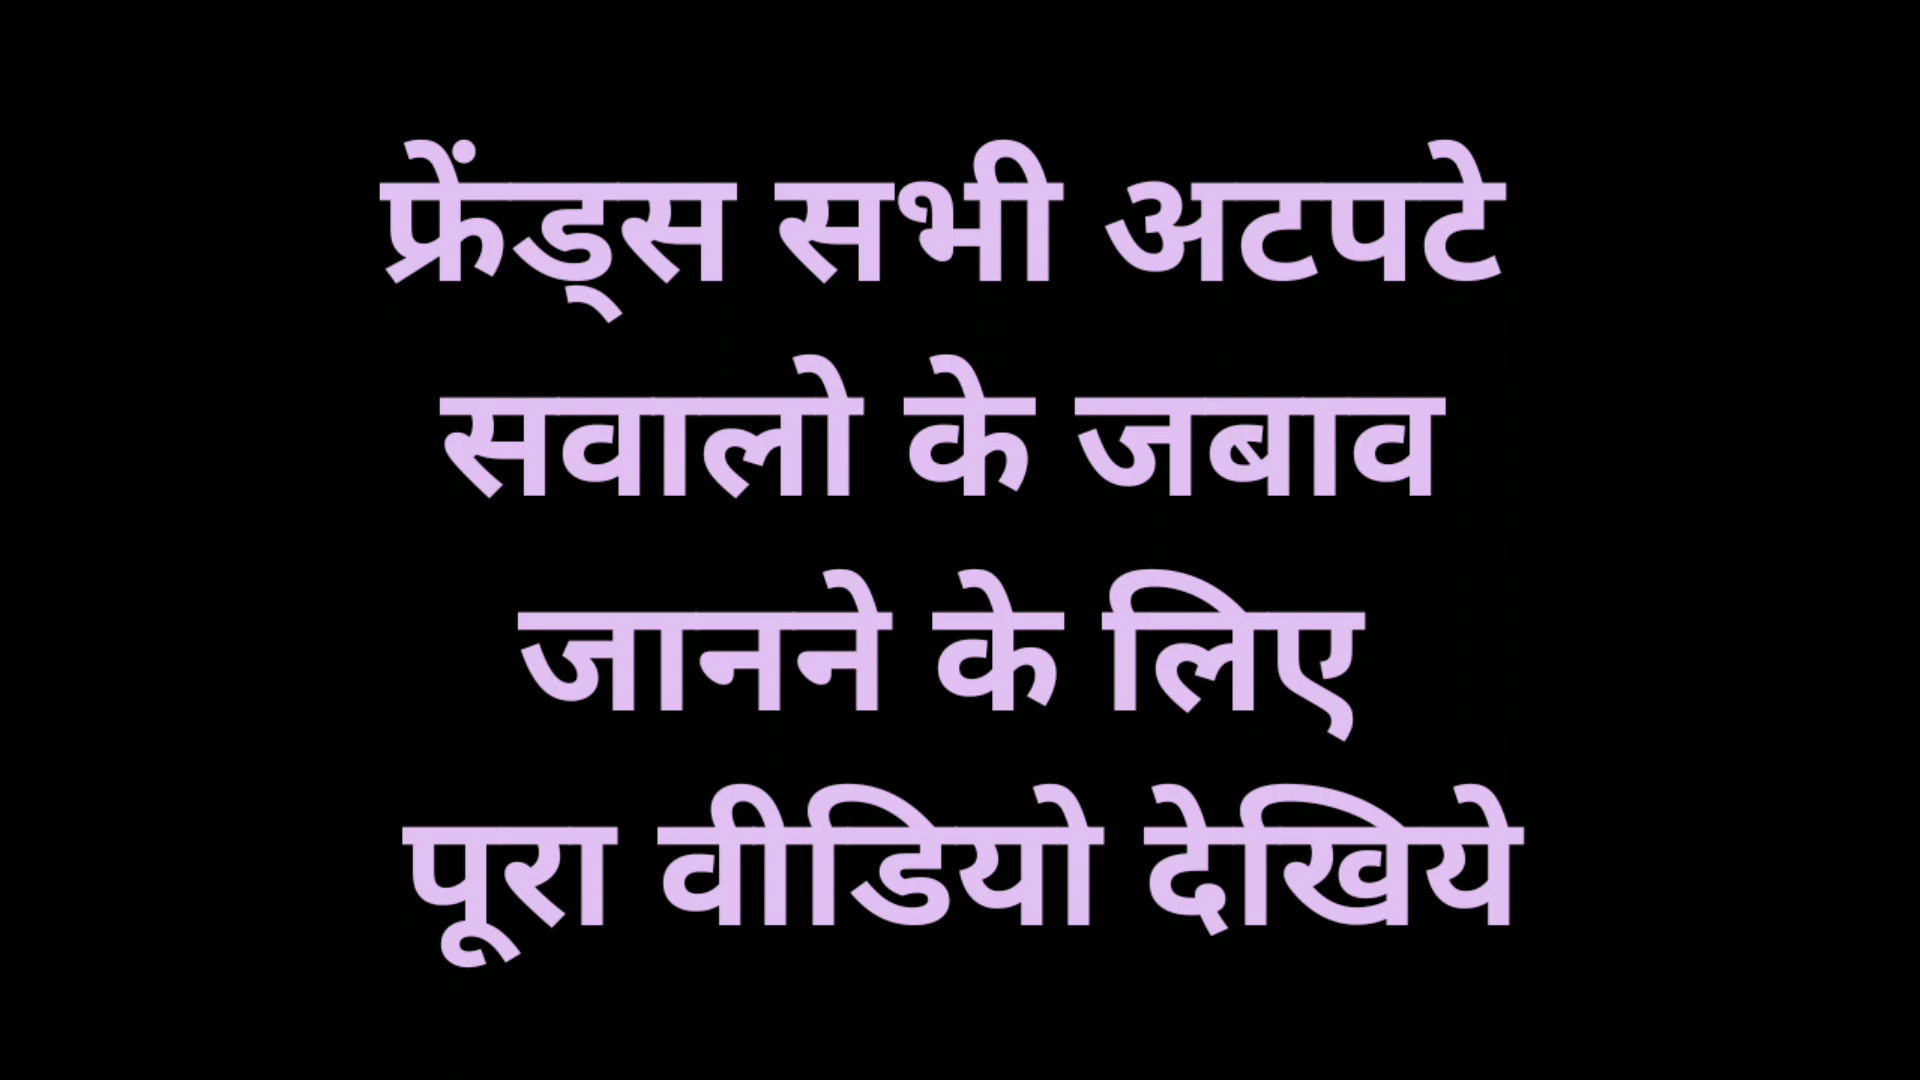 फ्रेंड्स सभी अटपटे
सवालो के जबाव
जानने के लिए
पूरा वीडियो देखिये